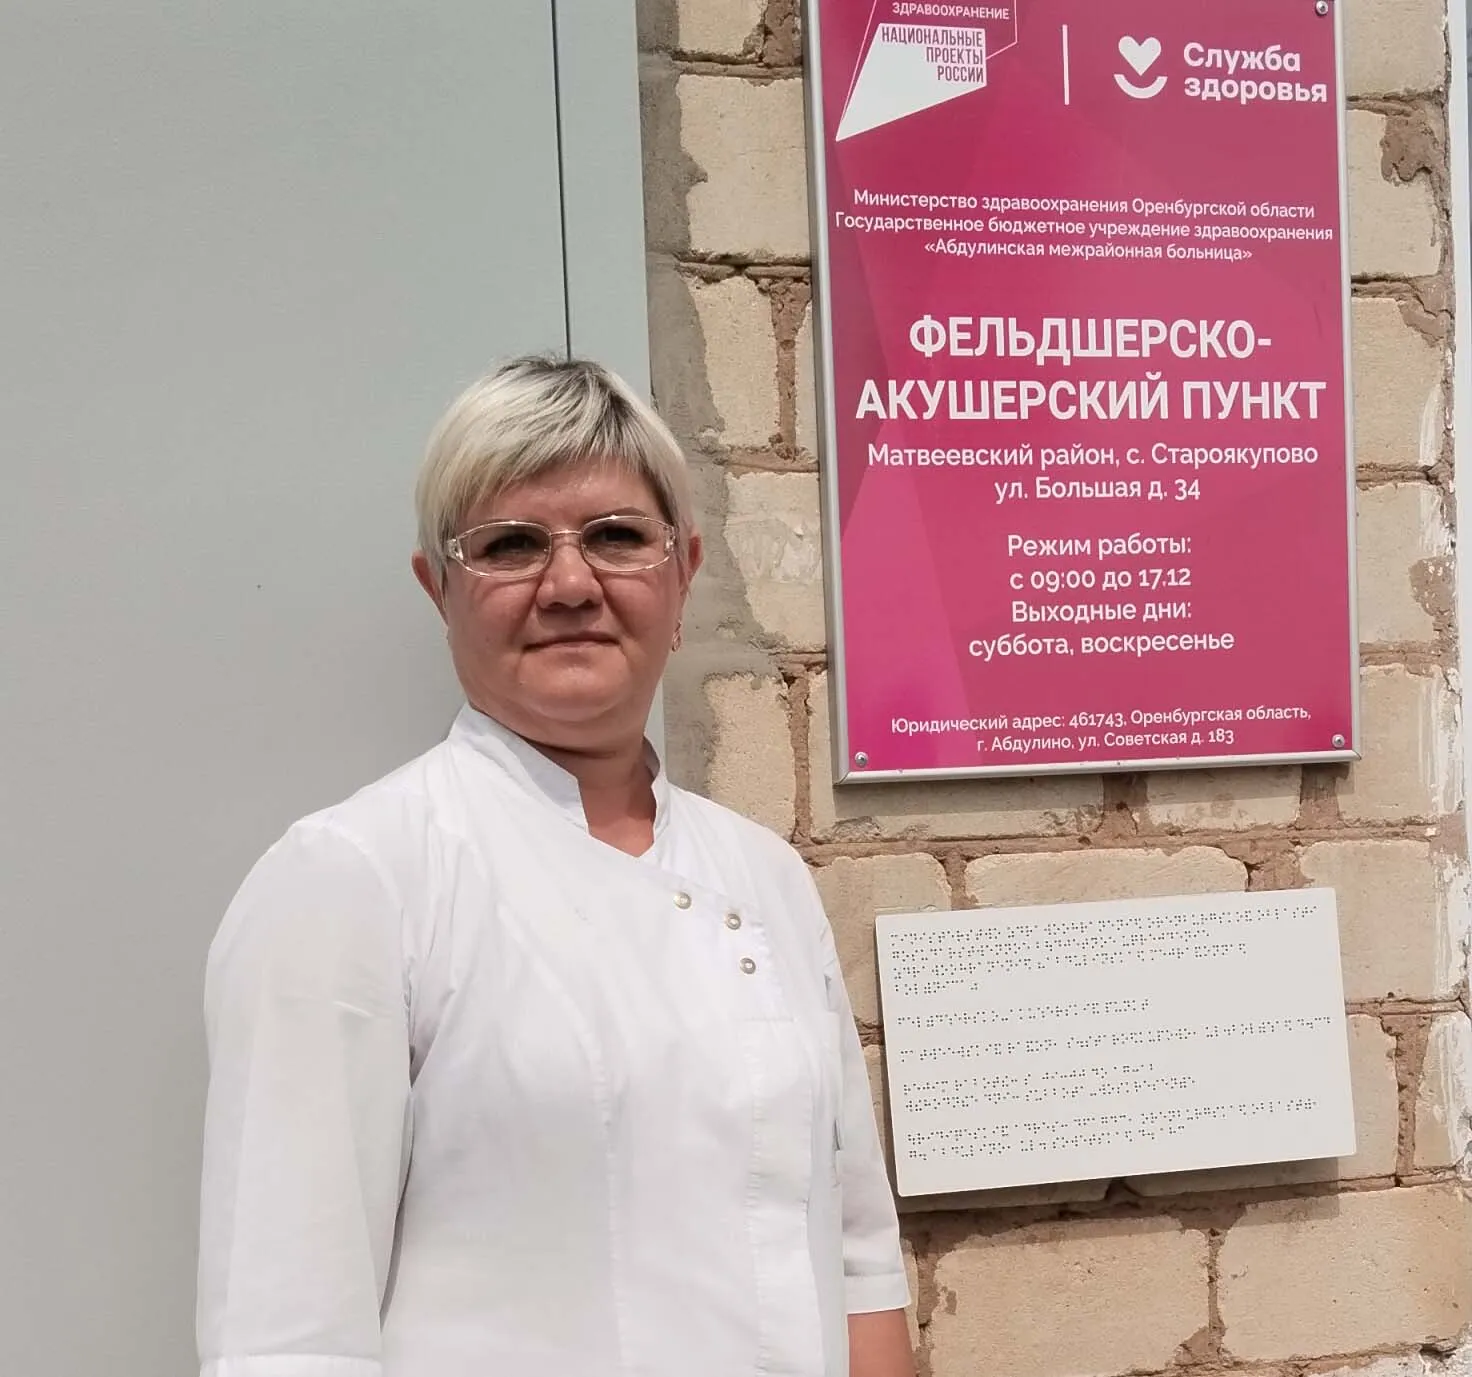 ЗДРАВООХРАНЕНИЕ
НАЦИОНАЛЬНЫЕ
ПРОЕКТЫ
РОССИИ
Служба
здоровья
Министерство здравоохранения Оренбургской области
Государственное бюджетное учреждение здравоохранения
«Абдулинская межрайонная больница»
ФЕЛЬДШЕРСКО-
АКУШЕРСКИЙ ПУНКТ
Матвеевский район, с. Староякупово
ул. Большая д. 34
Режим работы:
с 09:00 до 17.12
Выходные дни:
суббота, воскресенье
Юридический адрес: 461743, Оренбургская область,
г. Абдулино, ул. Советская д. 183